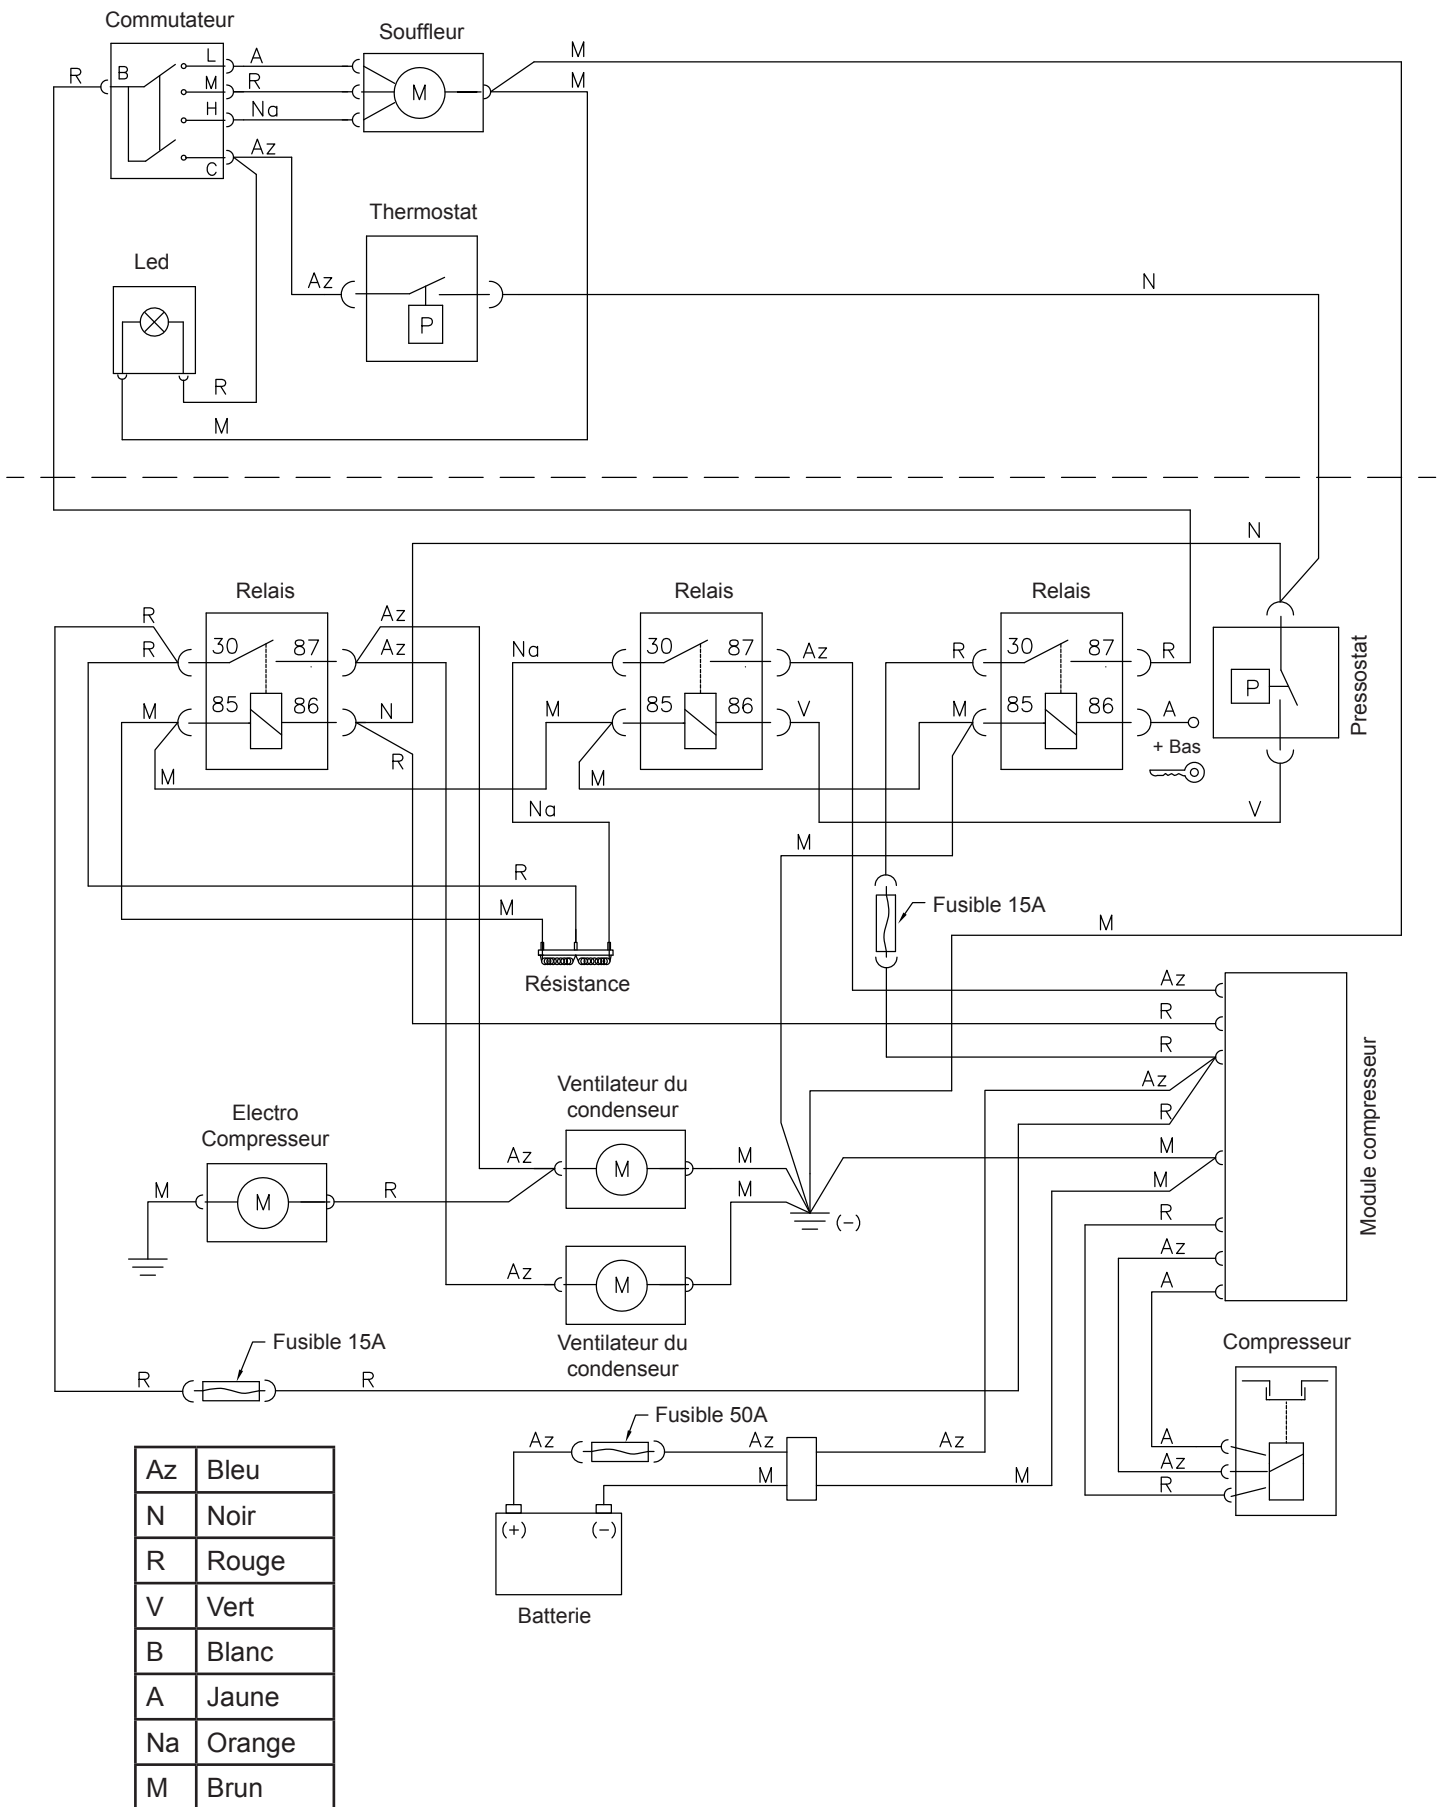 Commutateur
Souffleur
M
R
B
L
A
M
R
M
M
H
Na
C
Az
Thermostat
Led
Az
N
P
R
M
N
Relais
Relais
Relais
R
Az
R
30
87
Az
Na
30
87
Az
R
30
87
R
Pressostat
P
M
85
86
N
M
85
86
V
M
85
86
A
+ Bas
R
M
M
Na
V
M
R
M
Fusible 15A
M
Résistance
Az
R
R
Az
R
Module compresseur
Ventilateur du
condenseur
Electro
Compresseur
Az
M
M
M
M
M
R
M
M
M
(-)
R
Az
Az
M
A
Ventilateur du
condenseur
Fusible 15A
Compresseur
R
R
Fusible 50A
Az
Az
Az
A
M
M
Az
R
(+)
(-)
Batterie
Az Bleu
N Noir
R Rouge
V Vert
B Blanc
A Jaune
Na Orange
M Brun